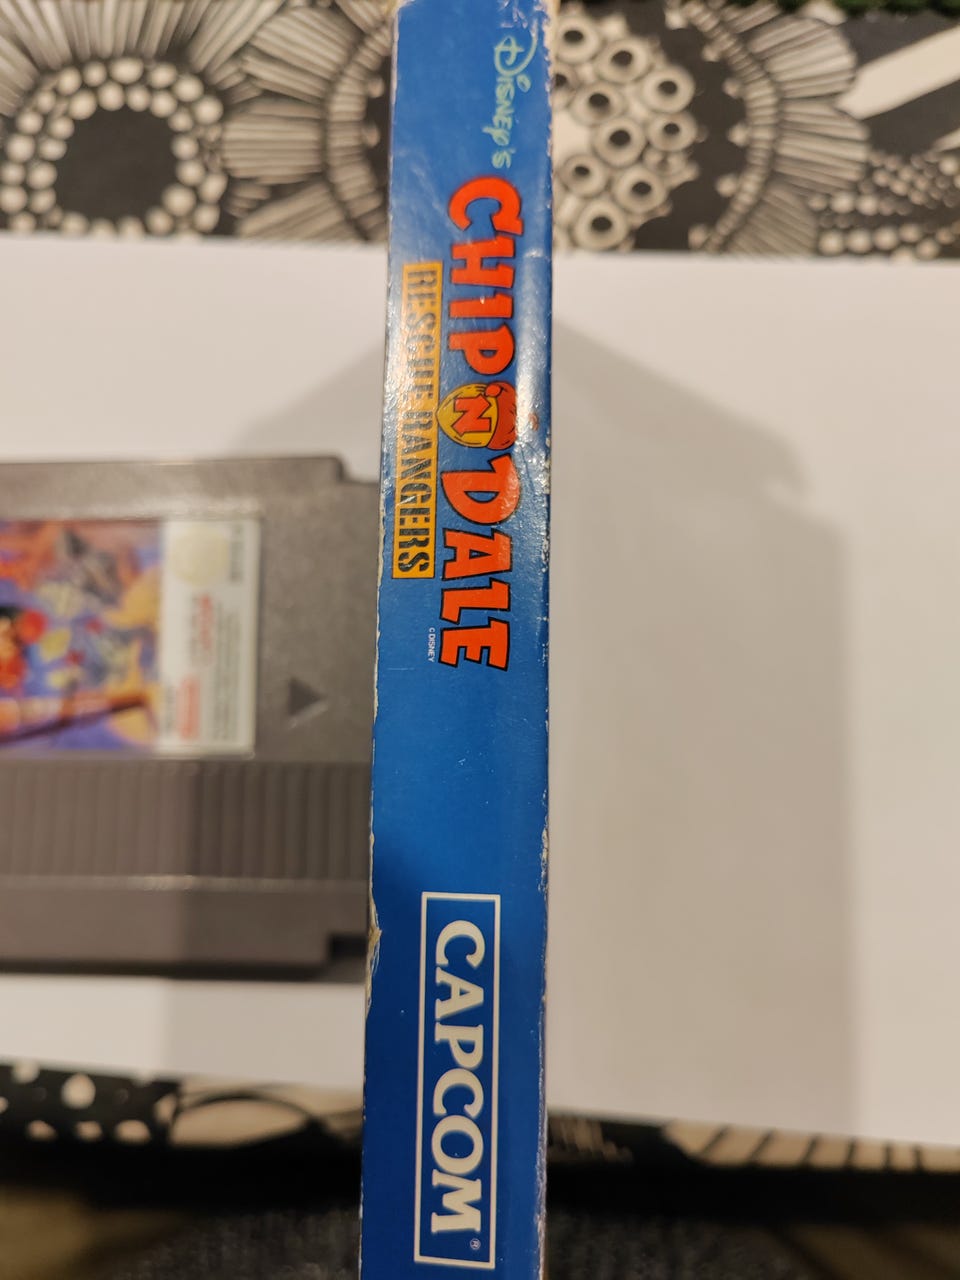 Disney's
CHIP N DALE
RESCUE RANGERS
© DISNEY
CAPCOM®